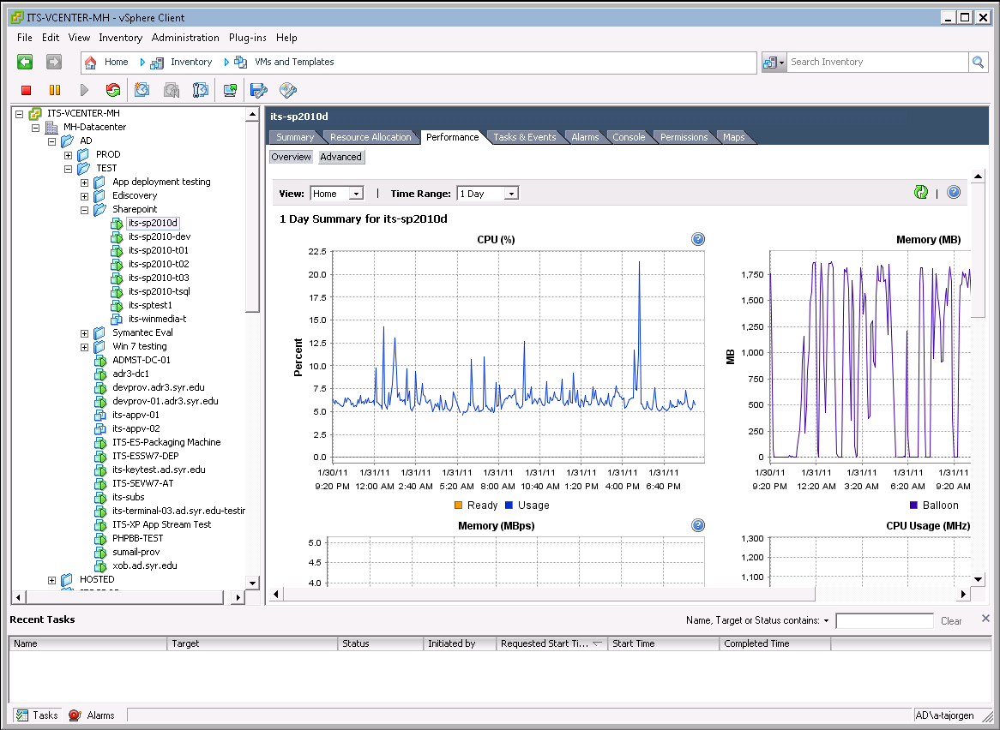 ITS-VCENTER-MH - vSphere Client
File Edit View Inventory Administration Plug-ins Help
Home Inventory VMs and Templates Search Inventory
ITS-VCENTER-MH
MH-Datacenter
AD
PROD
TEST
App deployment testing
Ediscovery
Sharepoint
its-sp2010d
its-sp2010-dev
its-sp2010-t01
its-sp2010-t02
its-sp2010-t03
its-sp2010-tsql
its-sptest1
its-winmedia-t
Symantec Eval
Win 7 testing
ADMST-DC-01
adr3-dc1
devprov.adr3.syr.edu
devprov-01.adr3.syr.edu
its-appv-01
its-appv-02
ITS-ES-Packaging Machine
ITS-ESSW7-DEP
its-keytest.ad.syr.edu
ITS-SEVW7-AT
its-subs
its-terminal-03.ad.syr.edu-testir
ITS-XP App Stream Test
PHPBB-TEST
sumail-prov
xob.ad.syr.edu
HOSTED
its-sp2010d
Summary Resource Allocation Performance Tasks & Events Alarms Console Permissions Maps
Overview Advanced
View: Home | Time Range: 1 Day |
1 Day Summary for its-sp2010d
CPU (%)
22.5
20.0
17.5
15.0
12.5
10.0
7.5
5.0
2.5
0.0
Percent
1/30/11 1/31/11 1/31/11 1/31/11 1/31/11 1/31/11 1/31/11 1/31/11 1/31/11
9:20 PM 12:00 AM 2:40 AM 5:20 AM 8:00 AM 10:40 AM 1:20 PM 4:00 PM 6:40 PM
Ready Usage
Memory (MB)
1,750
1,500
1,250
1,000
750
500
250
0
MB
1/30/11 1/31/11 1/31/11 1/31/11 1/31/11
9:20 PM 12:20 AM 3:20 AM 6:20 AM 9:20 AM
Balloon
Memory (MBps)
5.0
4.5
4.0
CPU Usage (MHz)
1,300
1,200
1,100
Recent Tasks
Name, Target or Status contains: Clear
Name Target Status Initiated by Requested Start Ti... Start Time Completed Time
Tasks Alarms AD\a-tajorgen